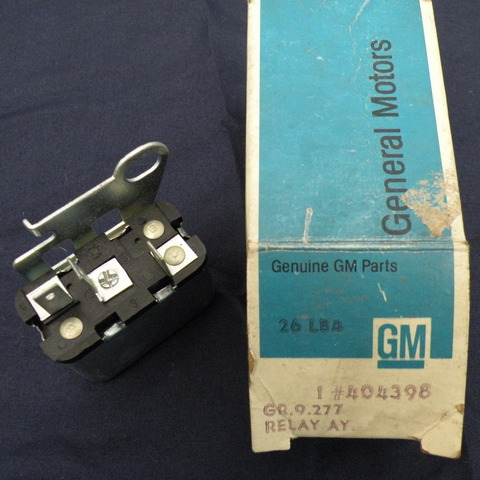 General Motors
Genuine GM Parts
26 LBA
GM
1 #404398
GR.9.277
RELAY AY.